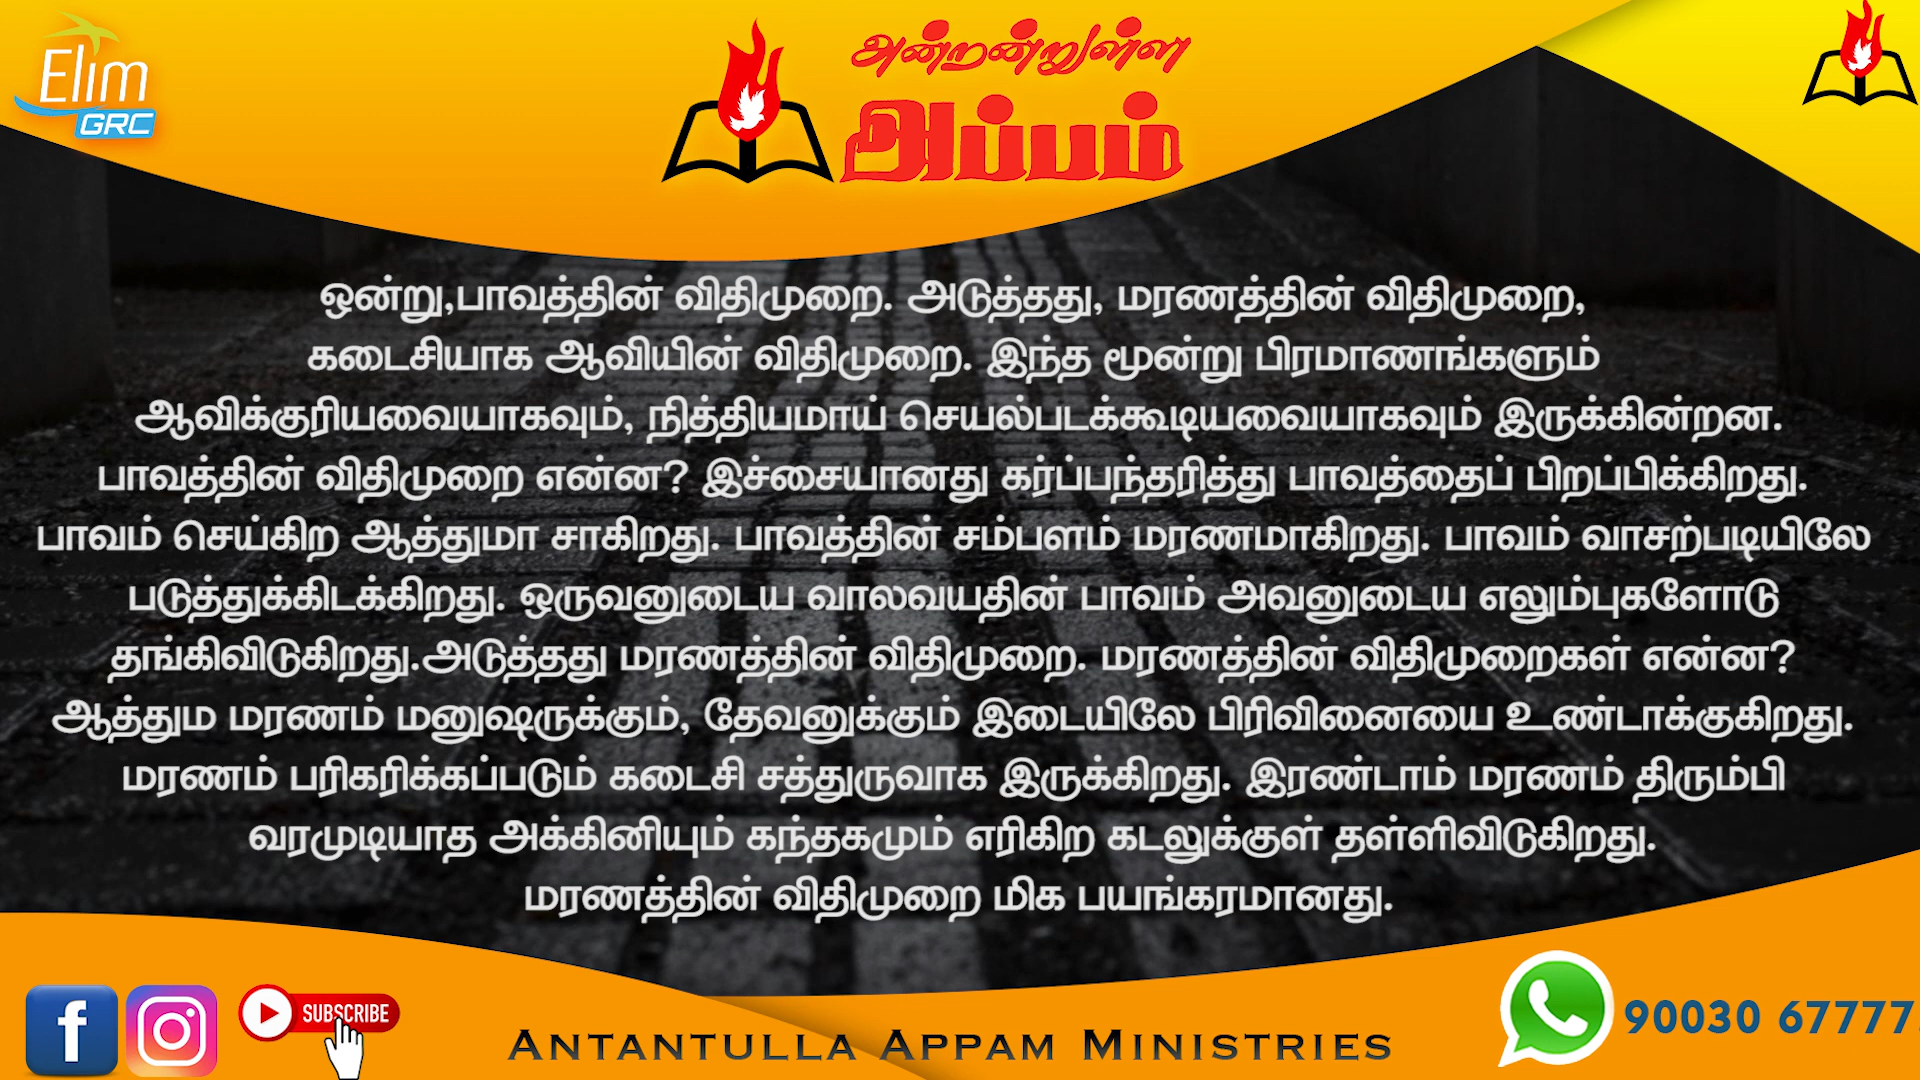 Elim
GRC
அன்றன்றுள்ள
அப்பம்
ஒன்று,பாவத்தின் விதிமுறை. அடுத்தது, மரணத்தின் விதிமுறை,
கடைசியாக ஆவியின் விதிமுறை. இந்த மூன்று பிரமாணங்களும்
ஆவிக்குரியவையாகவும், நித்தியமாய் செயல்படக்கூடியவையாகவும் இருக்கின்றன.
பாவத்தின் விதிமுறை என்ன? இச்சையானது கர்ப்பந்தரித்து பாவத்தைப் பிறப்பிக்கிறது.
பாவம் செய்கிற ஆத்துமா சாகிறது. பாவத்தின் சம்பளம் மரணமாகிறது. பாவம் வாசற்படியிலே
படுத்துக்கிடக்கிறது. ஒருவனுடைய வாலவயதின் பாவம் அவனுடைய எலும்புகளோடு
தங்கிவிடுகிறது.அடுத்தது மரணத்தின் விதிமுறை. மரணத்தின் விதிமுறைகள் என்ன?
ஆத்தும மரணம் மனுஷருக்கும், தேவனுக்கும் இடையிலே பிரிவினையை உண்டாக்குகிறது.
மரணம் பரிகரிக்கப்படும் கடைசி சத்துருவாக இருக்கிறது. இரண்டாம் மரணம் திரும்பி
வரமுடியாத அக்கினியும் கந்தகமும் எரிகிற கடலுக்குள் தள்ளிவிடுகிறது.
மரணத்தின் விதிமுறை மிக பயங்கரமானது.
SUBSCRIBE
ANTANTULLA APPAM MINISTRIES
90030 67777